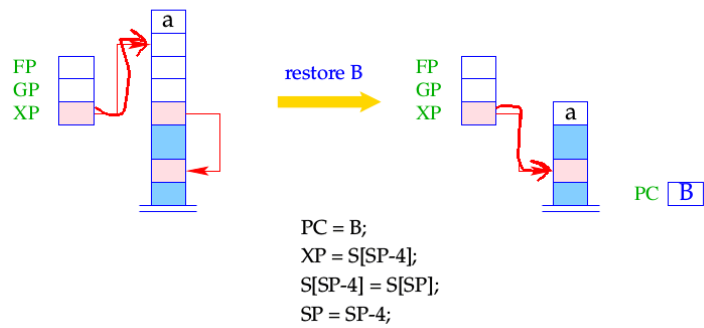 a
FP
GP
XP
restore B
FP
GP
XP
a
PC B
PC = B;
XP = S[SP-4];
S[SP-4] = S[SP];
SP = SP-4;